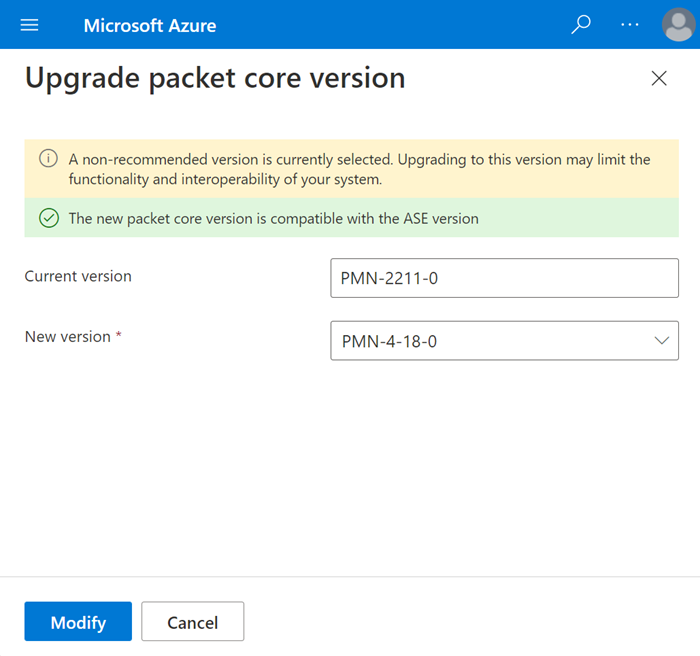 Microsoft Azure
Upgrade packet core version
A non-recommended version is currently selected. Upgrading to this version may limit the
functionality and interoperability of your system.
The new packet core version is compatible with the ASE version
Current version
PMN-2211-0
New version *
PMN-4-18-0
Modify
Cancel